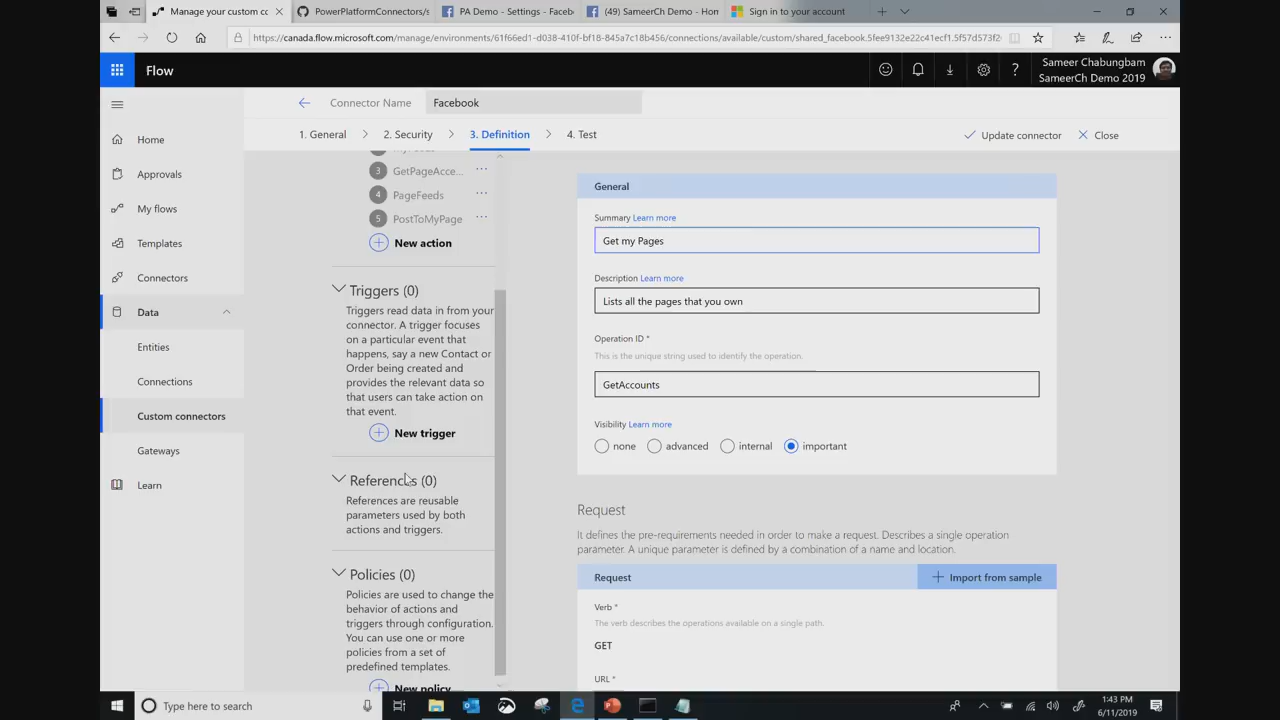 Manage your custom co
PowerPlatformConnectors/s
PA Demo - Settings - Faceb
(49) SameerCh Demo - Hon
Sign in to your account
https://canada.flow.microsoft.com/manage/environments/61f66ed1-d038-410f-bf18-845a7c18b456/connections/available/custom/shared_facebook.5fee9132e22c41ecf1.5f57d573f2
Flow
Sameer Chabungbam
SameerCh Demo 2019
Connector Name
Facebook
1. General
2. Security
3. Definition
4. Test
Update connector
Close
Home
Approvals
My flows
Templates
Connectors
Data
Entities
Connections
Custom connectors
Gateways
Learn
3 GetPageAcce... ...
4 PageFeeds ...
5 PostToMyPage ...
New action
Triggers (0)
Triggers read data in from your
connector. A trigger focuses
on a particular event that
happens, say a new Contact or
Order being created and
provides the relevant data so
that users can take action on
that event.
New trigger
References (0)
References are reusable
parameters used by both
actions and triggers.
Policies (0)
Policies are used to change the
behavior of actions and
triggers through configuration.
You can use one or more
policies from a set of
predefined templates.
New policy
General
Summary Learn more
Get my Pages
Description Learn more
Lists all the pages that you own
Operation ID *
This is the unique string used to identify the operation.
GetAccounts
Visibility Learn more
none
advanced
internal
important
Request
It defines the pre-requirements needed in order to make a request. Describes a single operation
parameter. A unique parameter is defined by a combination of a name and location.
Request
Import from sample
Verb *
The verb describes the operations available on a single path.
GET
URL *
Type here to search
1:43 PM
6/11/2019